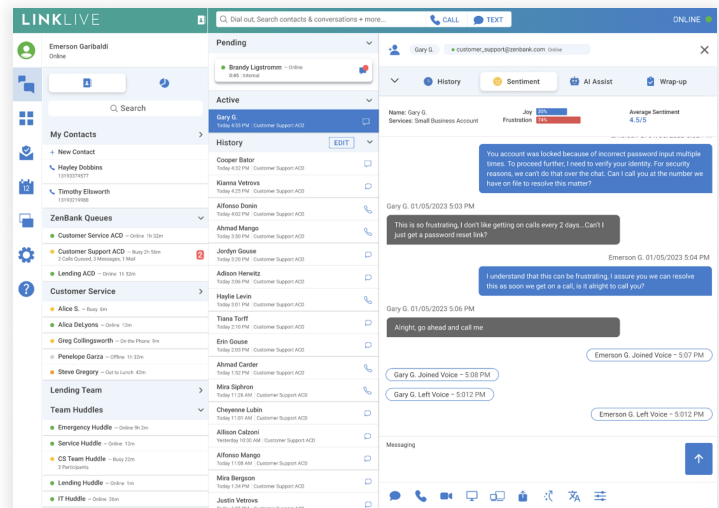 LINKLIVE
Dial out, Search contacts & conversations + more...
CALL
TEXT
ONLINE
Emerson Garibaldi
Online
Search
My Contacts
+ New Contact
Hayley Dobbins
13193374577
Timothy Ellsworth
13193219988
ZenBank Queues
Customer Service ACD – Online 1h 32m
Customer Support ACD – Busy 2h 58m
2 Calls Queued, 3 Messages, 1 Mail
2
Lending ACD – Online 1h 32m
Customer Service
Alice S. – Busy 6m
Alica DeLyons – Online 12m
Greg Collingsworth – On the Phone 9m
Penelope Garza – Offline 1h 32m
Steve Gregory – Out to Lunch 42m
Lending Team
Team Huddles
Emergency Huddle – Online 9h 2m
Service Huddle – Online 12m
CS Team Huddle – Busy 22m
3 Participants
Lending Huddle – Online 1m
IT Huddle – Online 26m
12
Pending
Brandy Ligstromm – Online
0:46 Internal
Active
Gary G.
Today 4:55 PM Customer Support ACD
History
EDIT
Cooper Bator
Today 4:32 PM Customer Support ACD
Kianna Vetrovs
Today 4:25 PM Customer Support ACD
Alfonso Donin
Today 4:02 PM Customer Support ACD
Ahmad Mango
Today 3:50 PM Customer Support ACD
Jordyn Gouse
Today 3:20 PM Customer Support ACD
Adison Herwitz
Today 3:06 PM Customer Support ACD
Haylie Levin
Today 3:01 PM Customer Support ACD
Tiana Torff
Today 2:10 PM Customer Support ACD
Erin Gouse
Today 2:03 PM Customer Support ACD
Ahmad Carder
Today 1:52 PM Customer Support ACD
Mira Siphron
Today 11:26 AM Customer Support ACD
Cheyenne Lubin
Today 11:01 AM Customer Support ACD
Allison Calzoni
Yesterday 10:30 AM Customer Support ACD
Alfonso Mango
Today 11:08 AM Customer Support ACD
Mira Bergson
Today 1:34 PM Customer Support ACD
Justin Vetrovs
Gary G.
customer_support@zenbank.com Online
History
Sentiment
AI Assist
Wrap-up
Name: Gary G.
Services: Small Business Account
Joy 20%
Frustration 74%
Average Sentiment
4.5/5
You account was locked because of incorrect password input multiple
times. To proceed further, I need to verify your identity. For security
reasons, we can't do that over the chat. Can I call you at the number we
have on file to resolve this matter?
Gary G. 01/05/2023 5:03 PM
This is so frustrating, I don't like getting on calls every 2 days...Can't I
just get a password reset link?
Emerson G. 01/05/2023 5:04 PM
I understand that this can be frustrating, I assure you we can resolve
this as soon we get on a call, is it alright to call you?
Gary G. 01/05/2023 5:06 PM
Alright, go ahead and call me
Emerson G. Joined Voice – 5:07 PM
Gary G. Joined Voice – 5:08 PM
Gary G. Left Voice – 5:012 PM
Emerson G. Left Voice – 5:012 PM
Messaging